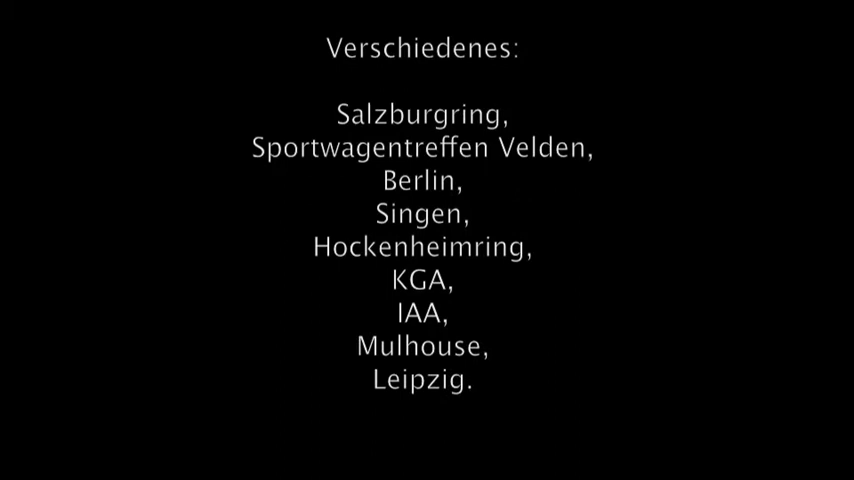 Verschiedenes:
Salzburgring,
Sportwagentreffen Velden,
Berlin,
Singen,
Hockenheimring,
KGA,
IAA,
Mulhouse,
Leipzig.